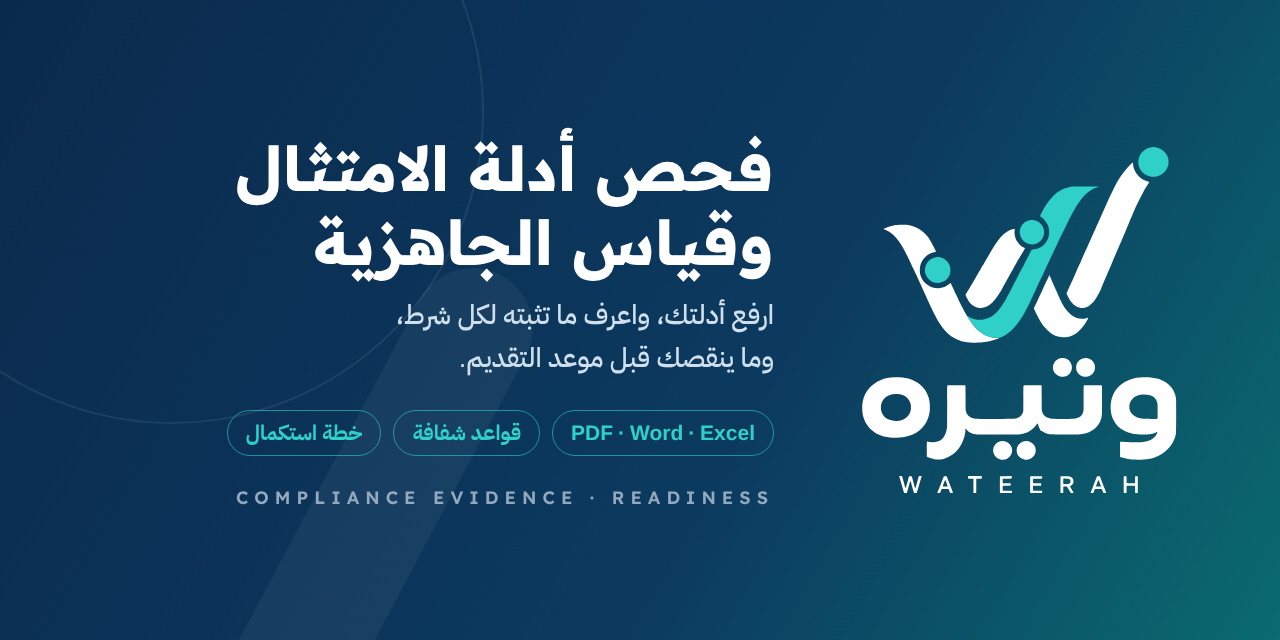 فحص أدلة الامتثال
وقياس الجاهزية
ارفع أدلتك، واعرف ما تثبته لكل شرط،
وما ينقصك قبل موعد التقديم.
PDF · Word · Excel
قواعد شفافة
خطة استكمال
COMPLIANCE EVIDENCE · READINESS
وتيره
WATEERAH